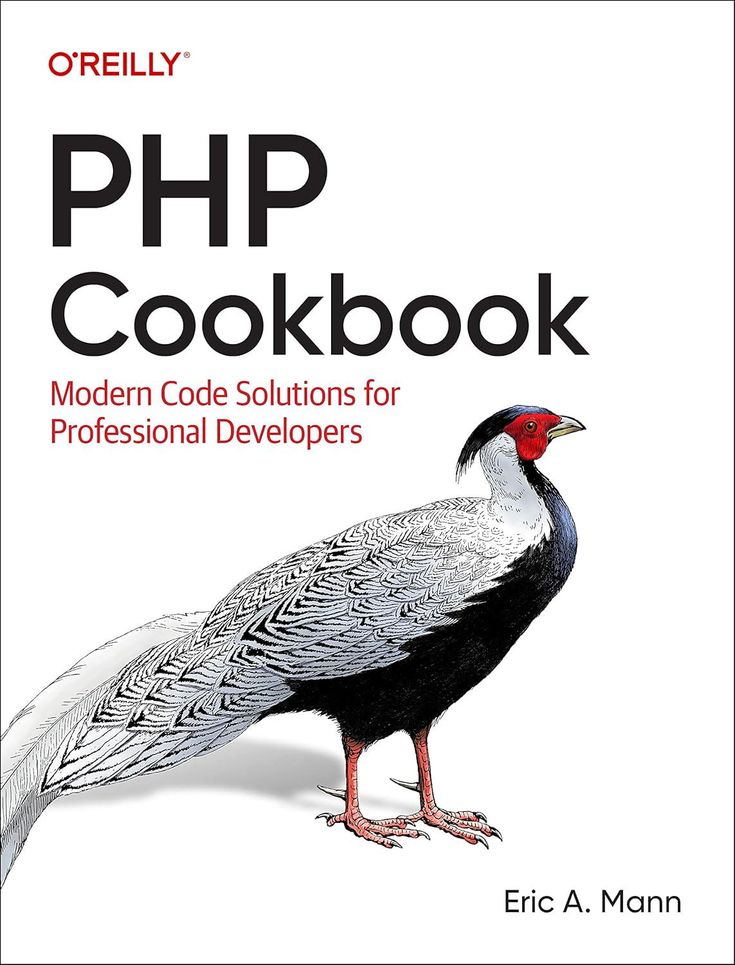 O'REILLY®
PHP
Cookbook
Modern Code Solutions for
Professional Developers
Eric A. Mann